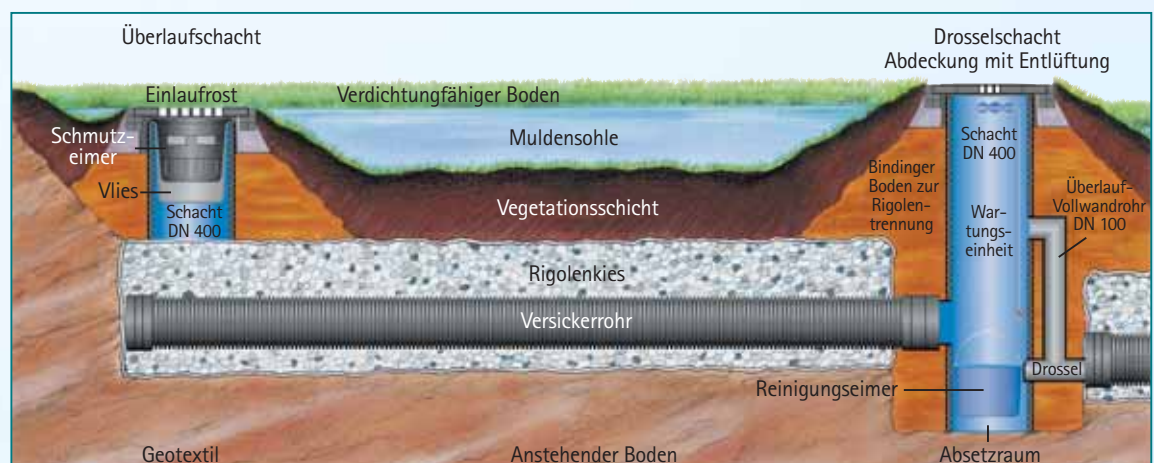 Überlaufschacht
Drosselschacht
Abdeckung mit Entlüftung
Einlaufrost
Verdichtungfähiger Boden
Schmutz-
eimer
Muldensohle
Schacht
DN 400
Vlies
Schacht
DN 400
Vegetationsschicht
Bindinger
Boden zur
Rigolen-
trennung
War-
tungs-
einheit
Überlauf-
Vollwandrohr
DN 100
Rigolenkies
Versickerrohr
Drossel
Reinigungseimer
Geotextil
Anstehender Boden
Absetzraum